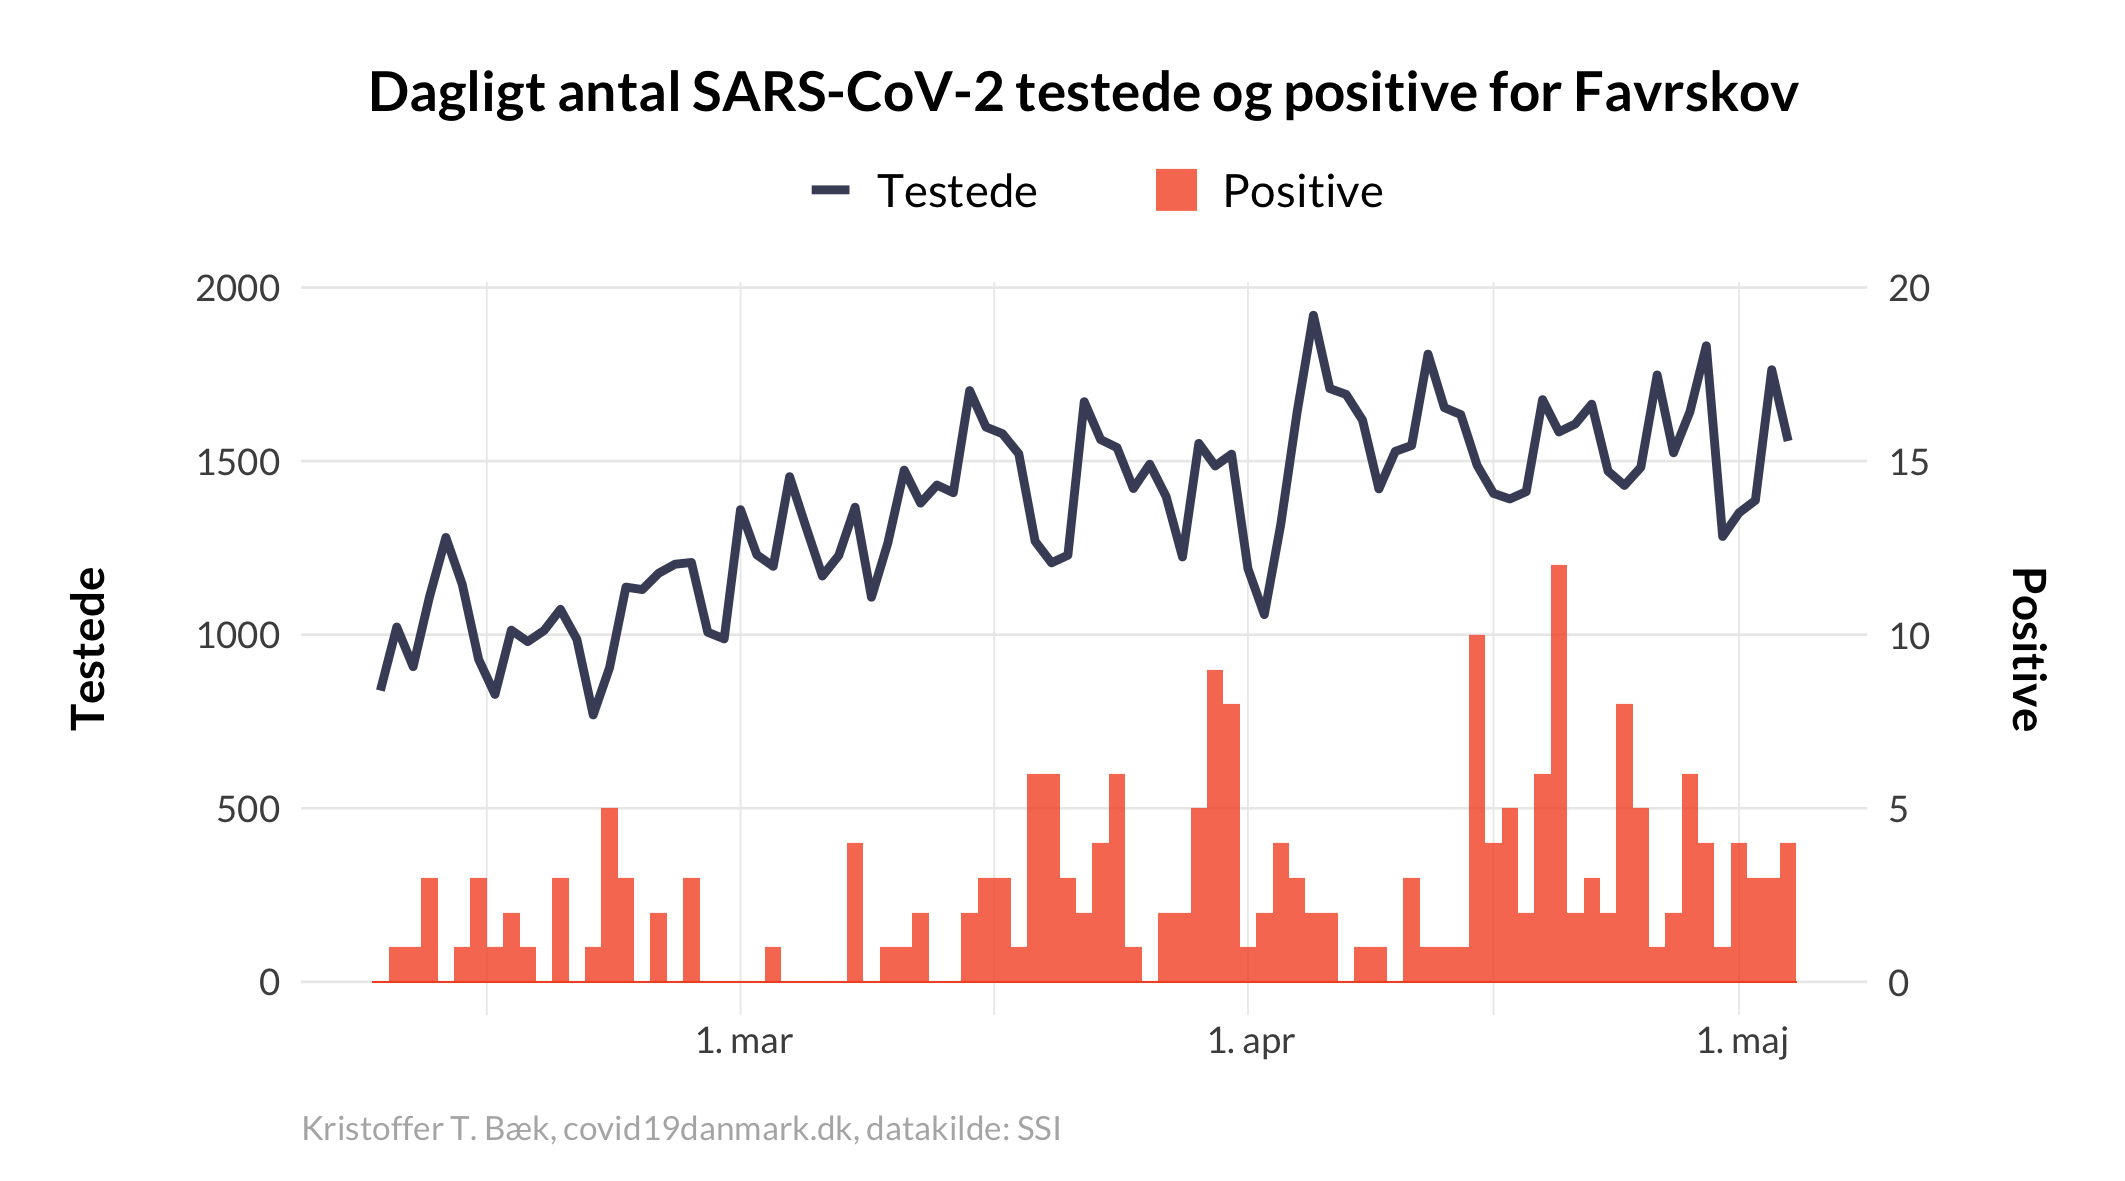 Dagligt antal SARS-CoV-2 testede og positive for Favrskov
Testede
Positive
2000
1500
1000
500
0
20
15
10
5
0
Testede
Positive
1. mar
1. apr
1. maj
Kristoffer T. Bæk, covid19danmark.dk, datakilde: SSI